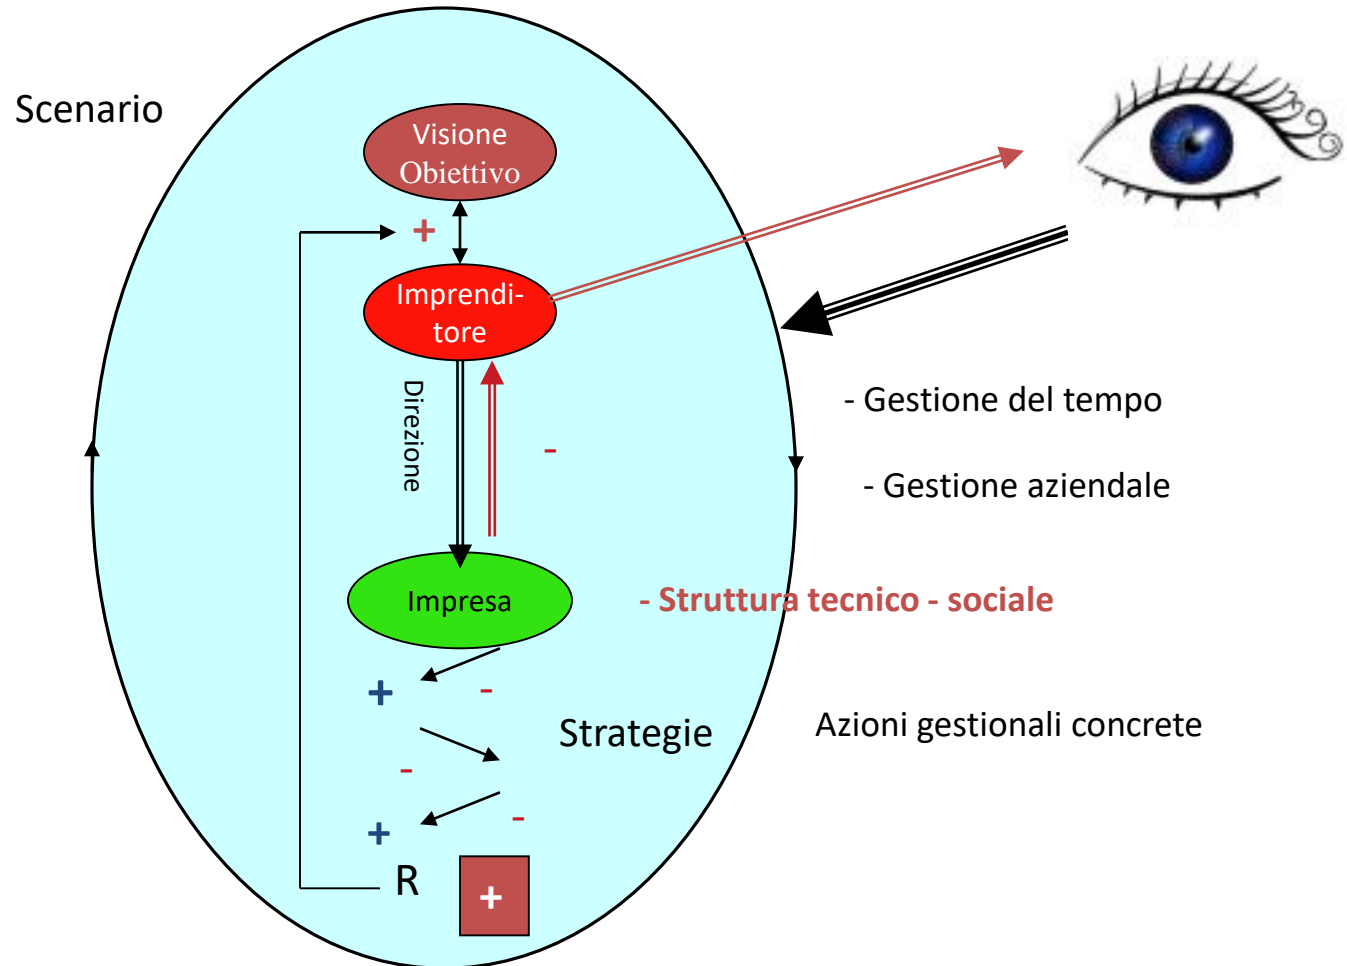 Scenario
Visione
Obiettivo
+
Imprendi-
tore
Direzione
-
- Gestione del tempo
- Gestione aziendale
Impresa
- Struttura tecnico - sociale
+
-
Strategie
Azioni gestionali concrete
-
+
-
R
+